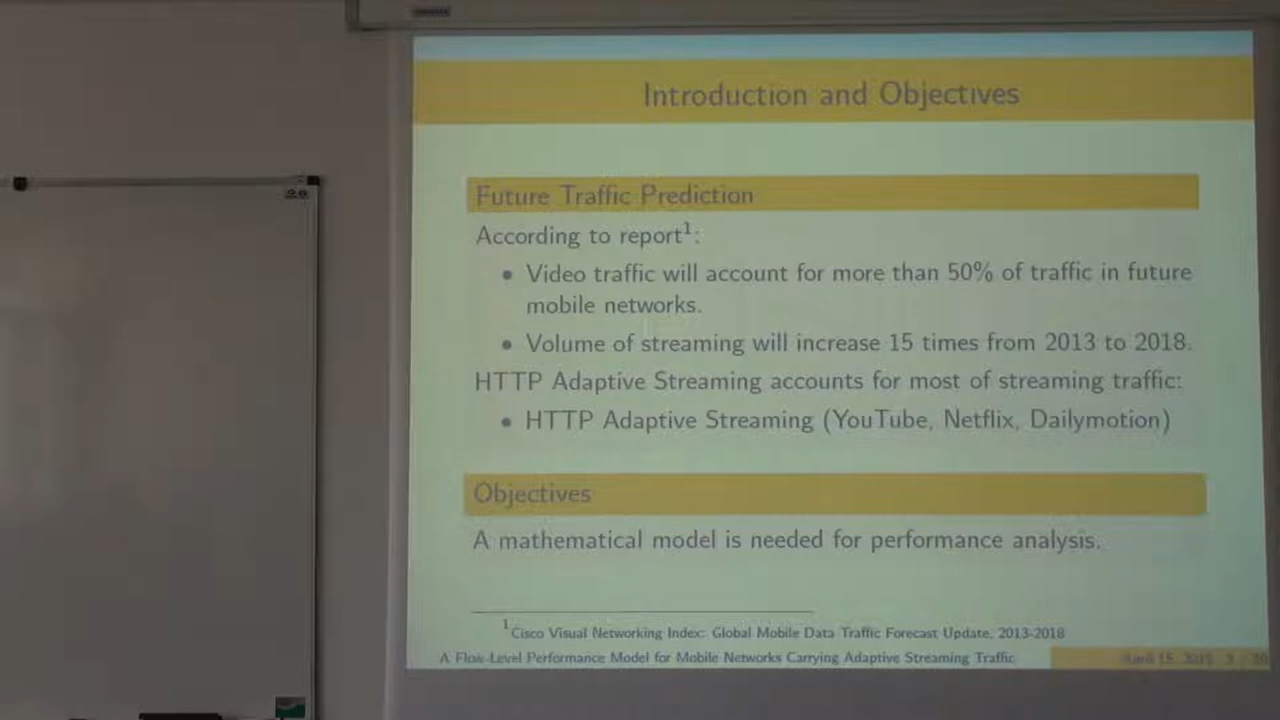 Introduction and Objectives
Future Traffic Prediction
According to report¹:
• Video traffic will account for more than 50% of traffic in future
mobile networks.
• Volume of streaming will increase 15 times from 2013 to 2018.
HTTP Adaptive Streaming accounts for most of streaming traffic:
• HTTP Adaptive Streaming (YouTube, Netflix, Dailymotion)
Objectives
A mathematical model is needed for performance analysis.
¹Cisco Visual Networking Index: Global Mobile Data Traffic Forecast Update, 2013-2018
A Flow-Level Performance Model for Mobile Networks Carrying Adaptive Streaming Traffic